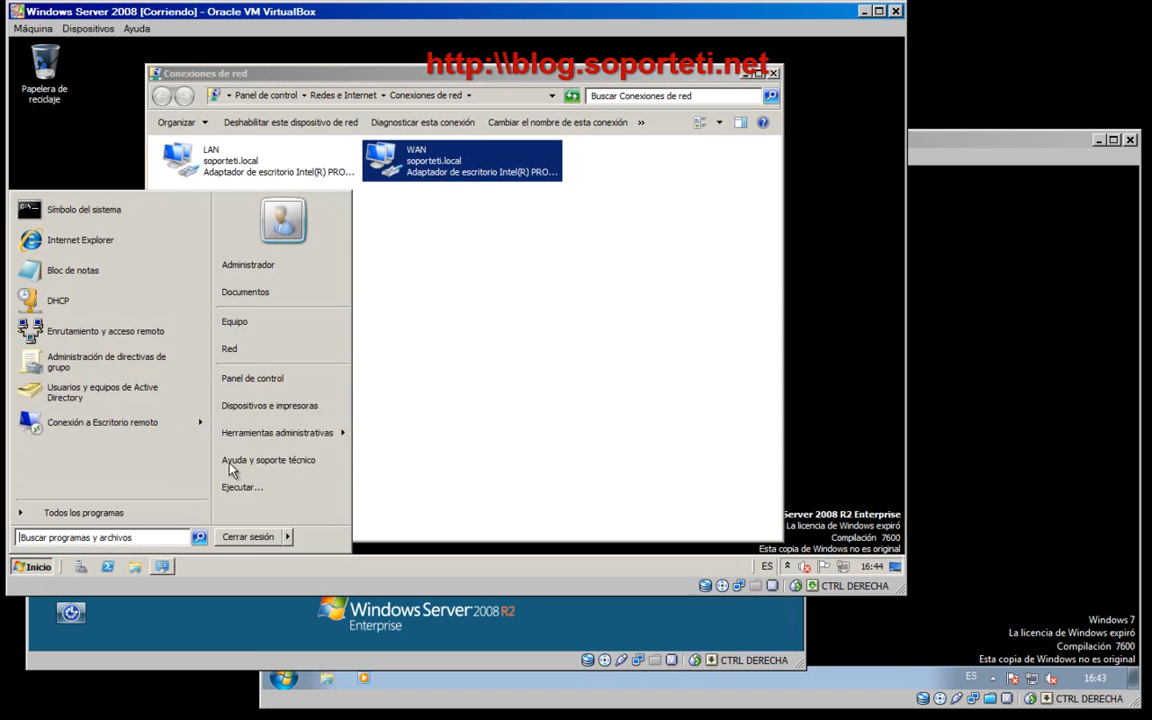 Windows Server 2008 [Corriendo] - Oracle VM VirtualBox
Máquina Dispositivos Ayuda
http:\\blog.soporteti.net
Papelera de
reciclaje
Conexiones de red
Panel de control Redes e Internet Conexiones de red
Buscar Conexiones de red
Organizar Deshabilitar este dispositivo de red Diagnosticar esta conexión Cambiar el nombre de esta conexión »
LAN
soporteti.local
Adaptador de escritorio Intel(R) PRO...
WAN
soporteti.local
Adaptador de escritorio Intel(R) PRO...
Símbolo del sistema
Internet Explorer
Bloc de notas
DHCP
Enrutamiento y acceso remoto
Administración de directivas de
grupo
Usuarios y equipos de Active
Directory
Conexión a Escritorio remoto
Todos los programas
Buscar programas y archivos
Administrador
Documentos
Equipo
Red
Panel de control
Dispositivos e impresoras
Herramientas administrativas
Ayuda y soporte técnico
Ejecutar...
Cerrar sesión
Server 2008 R2 Enterprise
La licencia de Windows expiró
Compilación 7600
Esta copia de Windows no es original
Inicio
ES
16:44
CTRL DERECHA
Windows Server 2008 R2
Enterprise
CTRL DERECHA
Windows 7
La licencia de Windows expiró
Compilación 7600
Esta copia de Windows no es original
ES
16:43
CTRL DERECHA